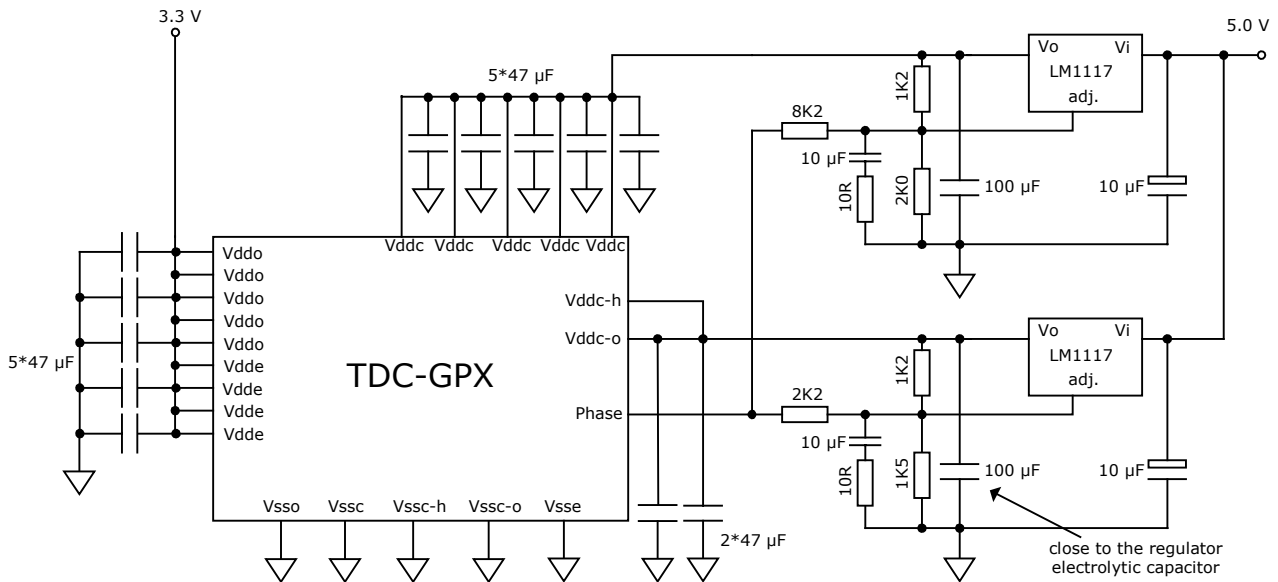 3.3 V
5.0 V
5*47 µF
1K2
Vo Vi
LM1117
adj.
8K2
10 µF
10R
2K0
100 µF
10 µF
Vddc Vddc Vddc Vddc Vddc
Vddo
Vddo
Vddo
Vddo
Vddo
Vdde
Vdde
Vdde
Vdde
5*47 µF
TDC-GPX
Vddc-h
Vddc-o
Phase
1K2
Vo Vi
LM1117
adj.
2K2
10 µF
10R
1K5
100 µF
10 µF
Vsso Vssc Vssc-h Vssc-o Vsse
2*47 µF
close to the regulator
electrolytic capacitor